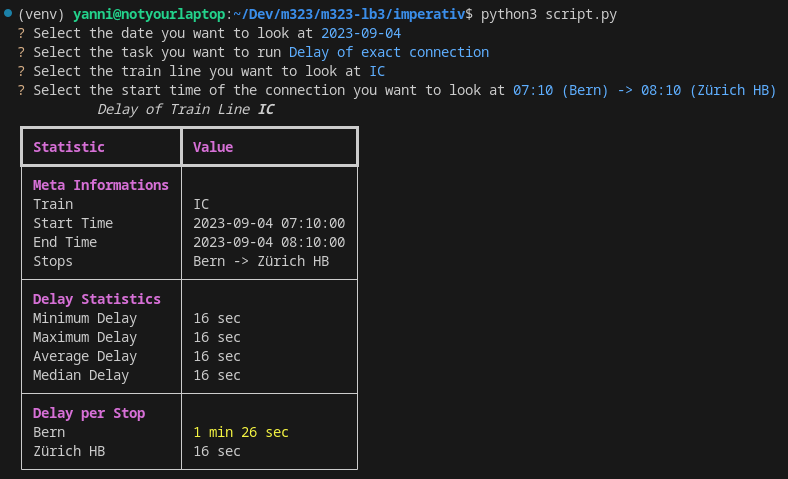 (venv) yanni@notyourlaptop:~/Dev/m323/m323-lb3/imperativ$ python3 script.py
? Select the date you want to look at 2023-09-04
? Select the task you want to run Delay of exact connection
? Select the train line you want to look at IC
? Select the start time of the connection you want to look at 07:10 (Bern) -> 08:10 (Zürich HB)
Delay of Train Line IC
Statistic Value
Meta Informations
Train IC
Start Time 2023-09-04 07:10:00
End Time 2023-09-04 08:10:00
Stops Bern -> Zürich HB
Delay Statistics
Minimum Delay 16 sec
Maximum Delay 16 sec
Average Delay 16 sec
Median Delay 16 sec
Delay per Stop
Bern 1 min 26 sec
Zürich HB 16 sec